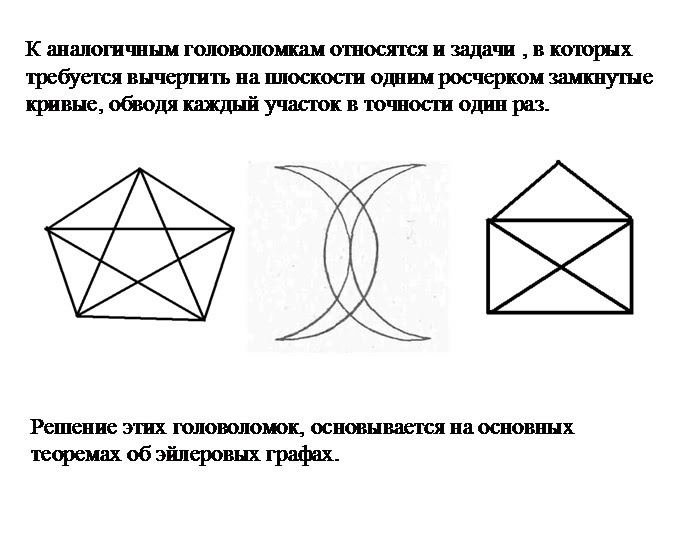 К аналогичным головоломкам относятся и задачи , в которых
требуется вычертить на плоскости одним росчерком замкнутые
кривые, обводя каждый участок в точности один раз.
Решение этих головоломок, основывается на основных
теоремах об эйлеровых графах.